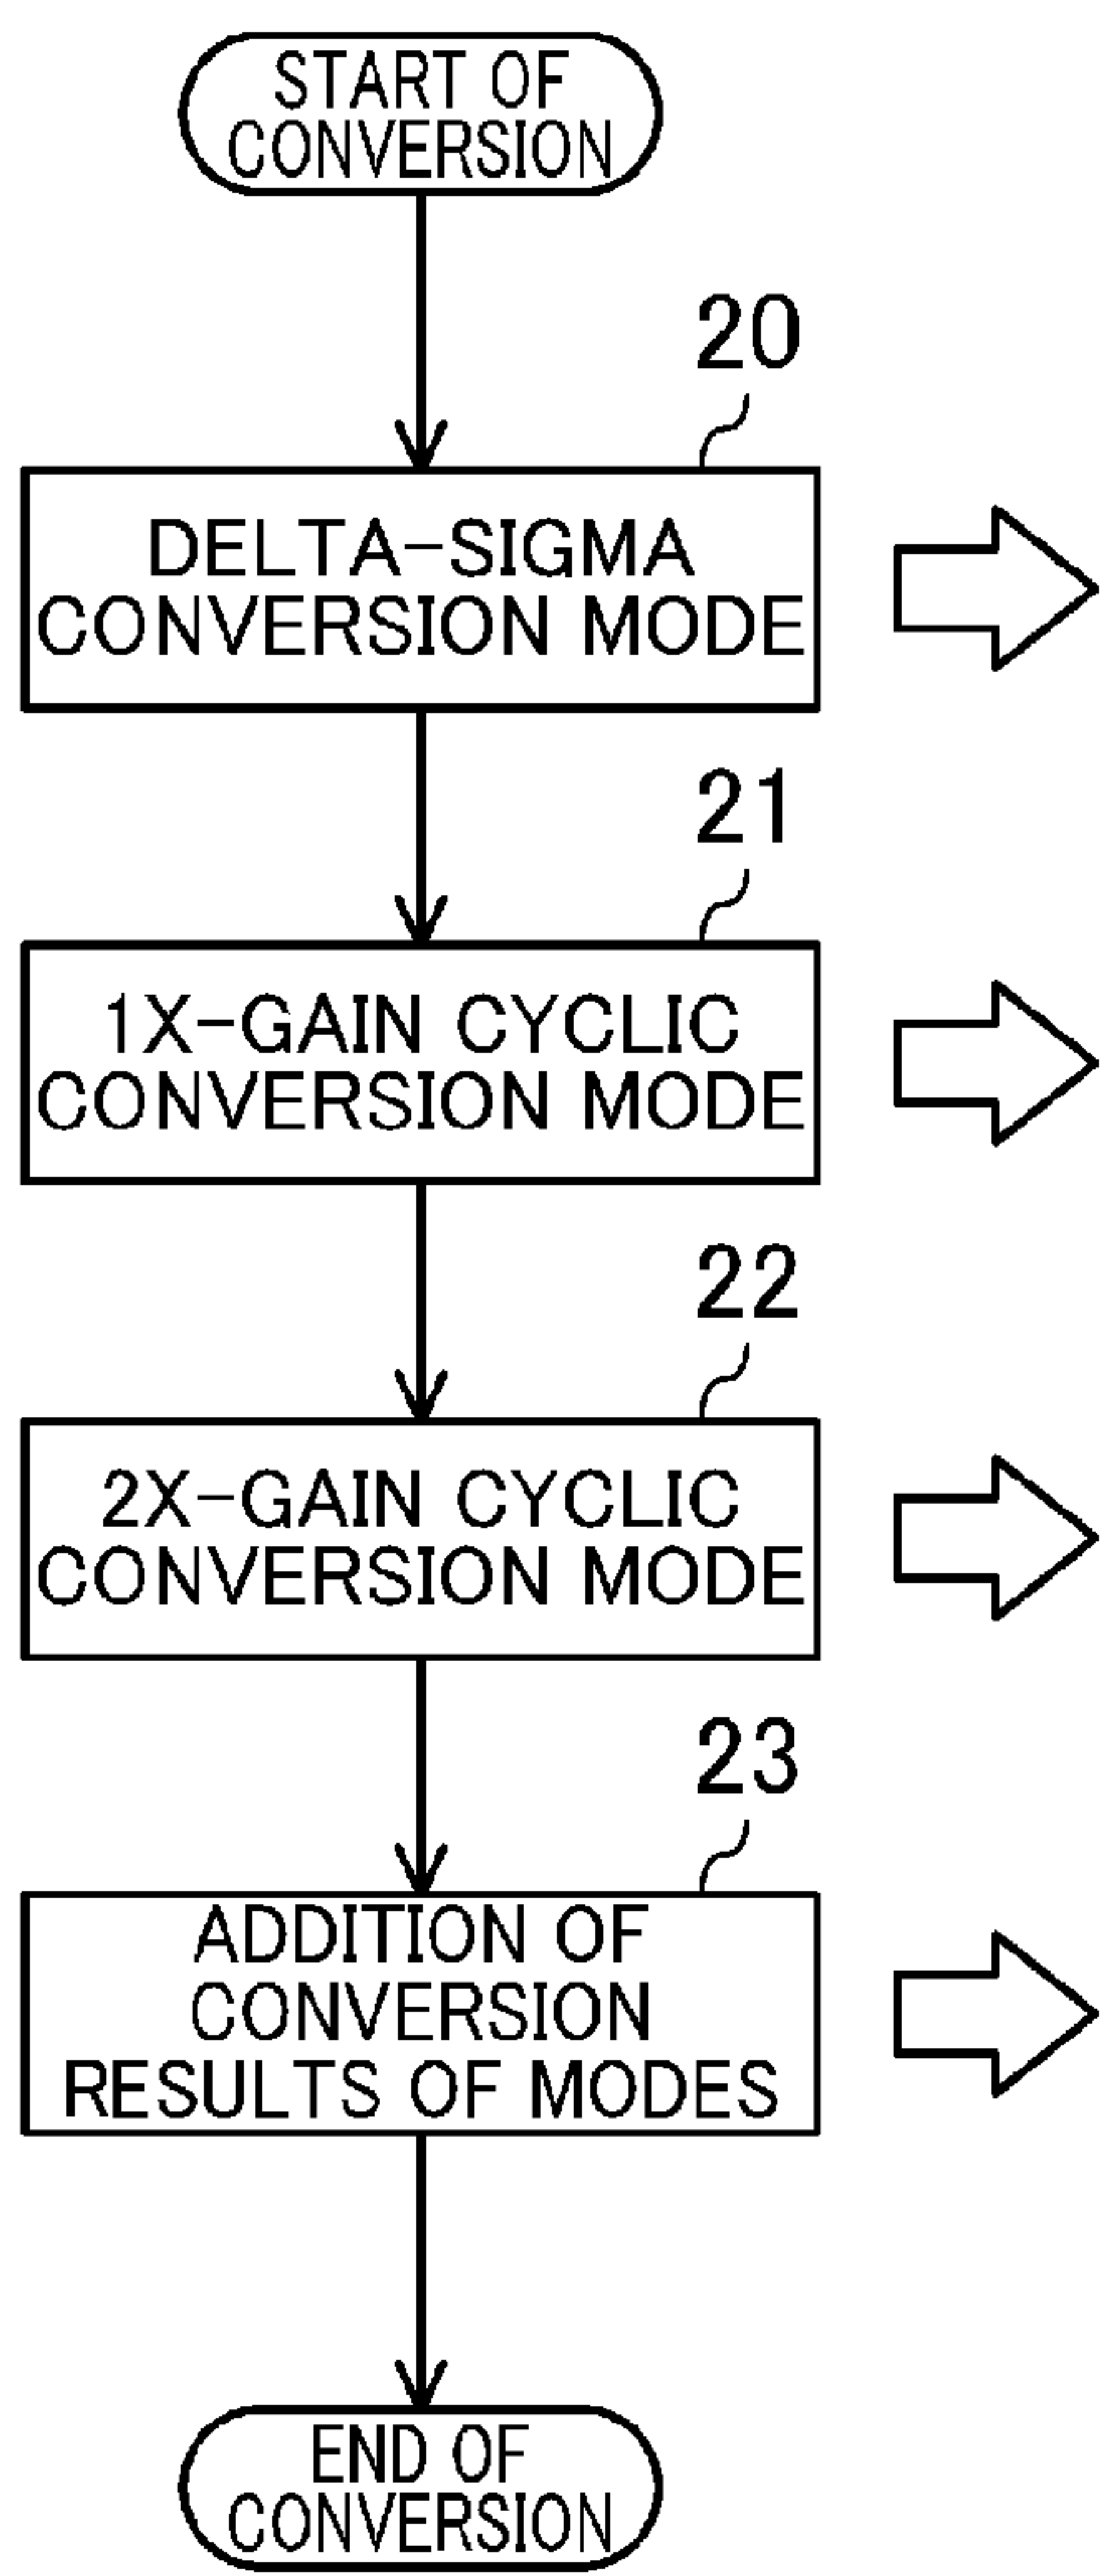 START OF
CONVERSION
20
DELTA-SIGMA
CONVERSION MODE
21
1X-GAIN CYCLIC
CONVERSION MODE
22
2X-GAIN CYCLIC
CONVERSION MODE
23
ADDITION OF
CONVERSION
RESULTS OF MODES
END OF
CONVERSION